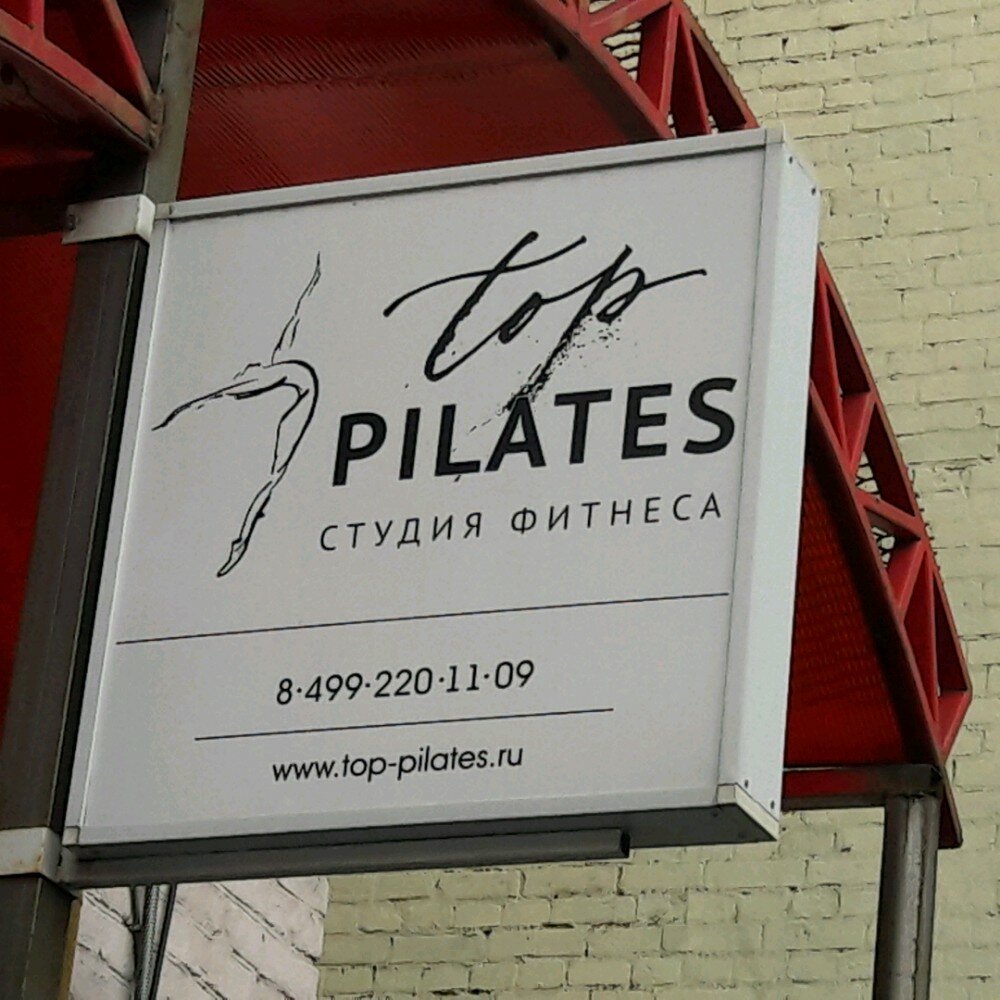 top
PILATES
СТУДИЯ ФИТНЕСА
8·499·220·11·09
www.top-pilates.ru